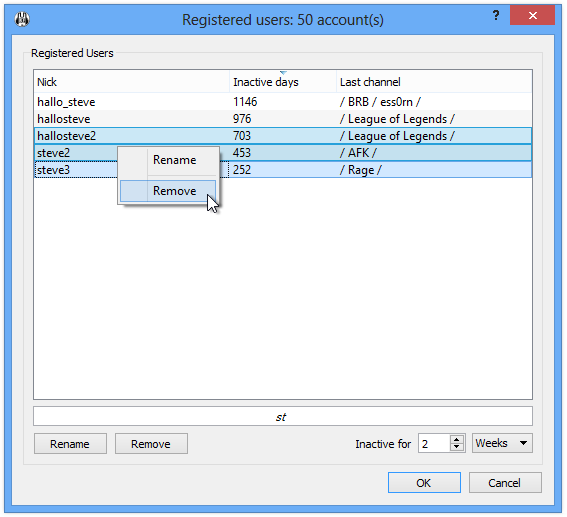 Registered users: 50 account(s)
?
Registered Users
Nick Inactive days Last channel
hallo_steve 1146 / BRB / ess0rn /
hallosteve 976 / League of Legends /
hallosteve2 703 / League of Legends /
steve2 453 / AFK /
steve3 252 / Rage /
Rename
Remove
st
Rename Remove Inactive for 2 Weeks
OK Cancel